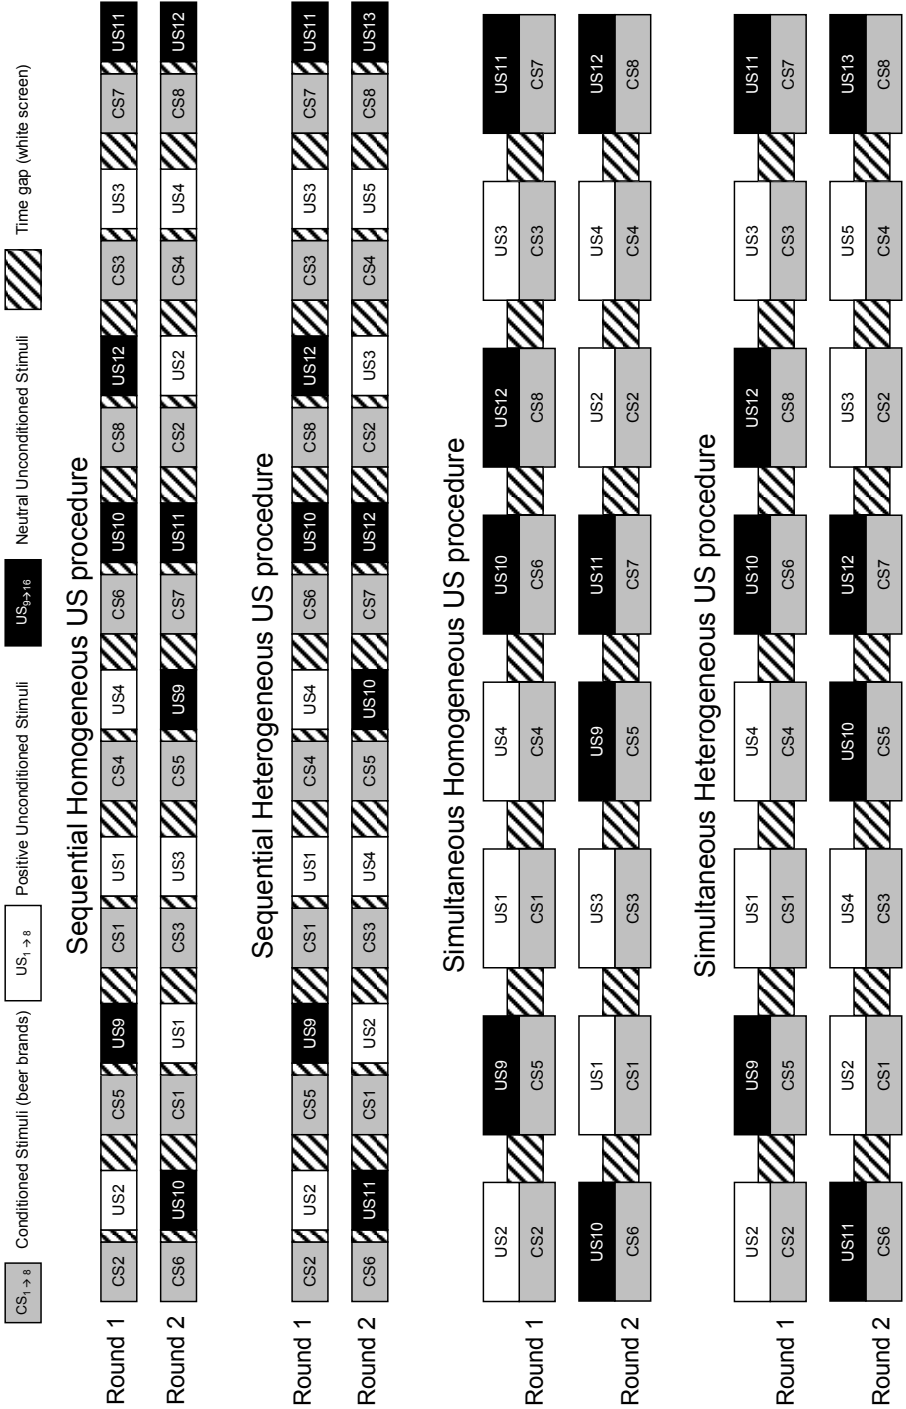 CS1→8 Conditioned Stimuli (beer brands) US1→8 Positive Unconditioned Stimuli US9→16 Neutral Unconditioned Stimuli Time gap (white screen)
Sequential Homogeneous US procedure
Round 1 CS2 US2 CS5 US9 CS1 US1 CS4 US4 CS6 US10 CS8 US12 CS3 US3 CS7 US11
Round 2 CS6 US10 CS1 US1 CS3 US3 CS5 US9 CS7 US11 CS2 US2 CS4 US4 CS8 US12
Sequential Heterogeneous US procedure
Round 1 CS2 US2 CS5 US9 CS1 US1 CS4 US4 CS6 US10 CS8 US12 CS3 US3 CS7 US11
Round 2 CS6 US11 CS1 US2 CS3 US4 CS5 US10 CS7 US12 CS2 US3 CS4 US5 CS8 US13
Simultaneous Homogeneous US procedure
US2 US9 US1 US4 US10 US12 US3 US11
Round 1 CS2 CS5 CS1 CS4 CS6 CS8 CS3 CS7
US10 US1 US3 US9 US11 US2 US4 US12
Round 2 CS6 CS1 CS3 CS5 CS7 CS2 CS4 CS8
Simultaneous Heterogeneous US procedure
US2 US9 US1 US4 US10 US12 US3 US11
Round 1 CS2 CS5 CS1 CS4 CS6 CS8 CS3 CS7
US11 US2 US4 US10 US12 US3 US5 US13
Round 2 CS6 CS1 CS3 CS5 CS7 CS2 CS4 CS8